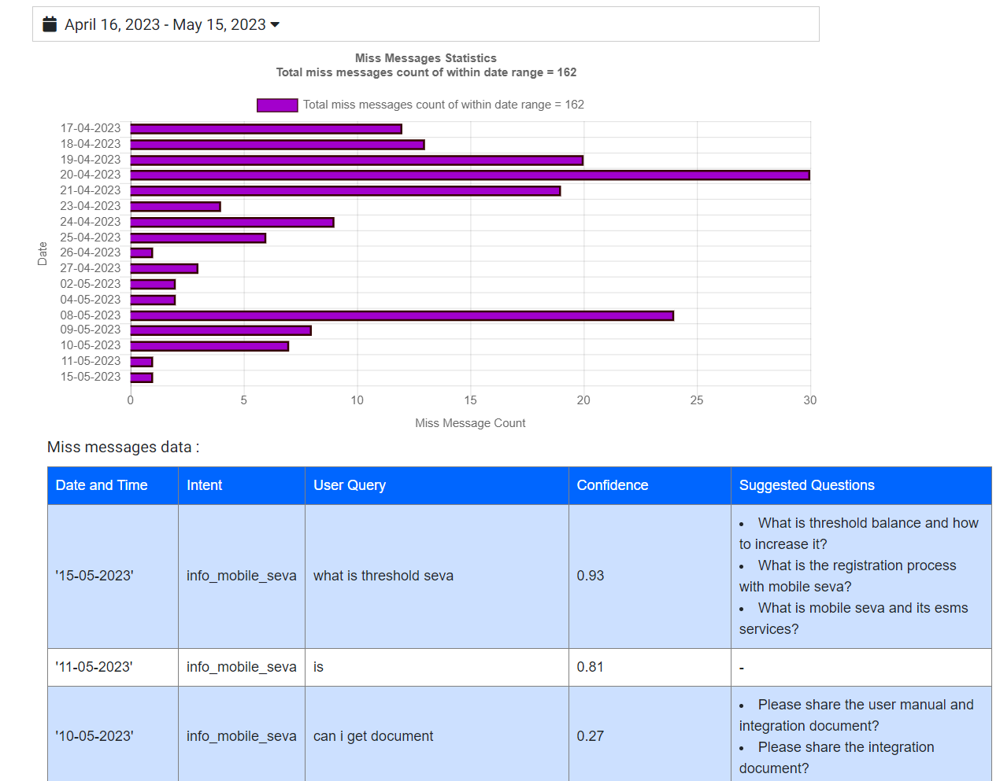 April 16, 2023 - May 15, 2023
Miss Messages Statistics
Total miss messages count of within date range = 162
Total miss messages count of within date range = 162
17-04-2023
18-04-2023
19-04-2023
20-04-2023
21-04-2023
23-04-2023
24-04-2023
25-04-2023
26-04-2023
27-04-2023
02-05-2023
04-05-2023
08-05-2023
09-05-2023
10-05-2023
11-05-2023
15-05-2023
Date
0 5 10 15 20 25 30
Miss Message Count
Miss messages data :
Date and Time Intent User Query Confidence Suggested Questions
'15-05-2023' info_mobile_seva what is threshold seva 0.93
• What is threshold balance and how
to increase it?
• What is the registration process
with mobile seva?
• What is mobile seva and its esms
services?
'11-05-2023' info_mobile_seva is 0.81 -
'10-05-2023' info_mobile_seva can i get document 0.27
• Please share the user manual and
integration document?
• Please share the integration
document?